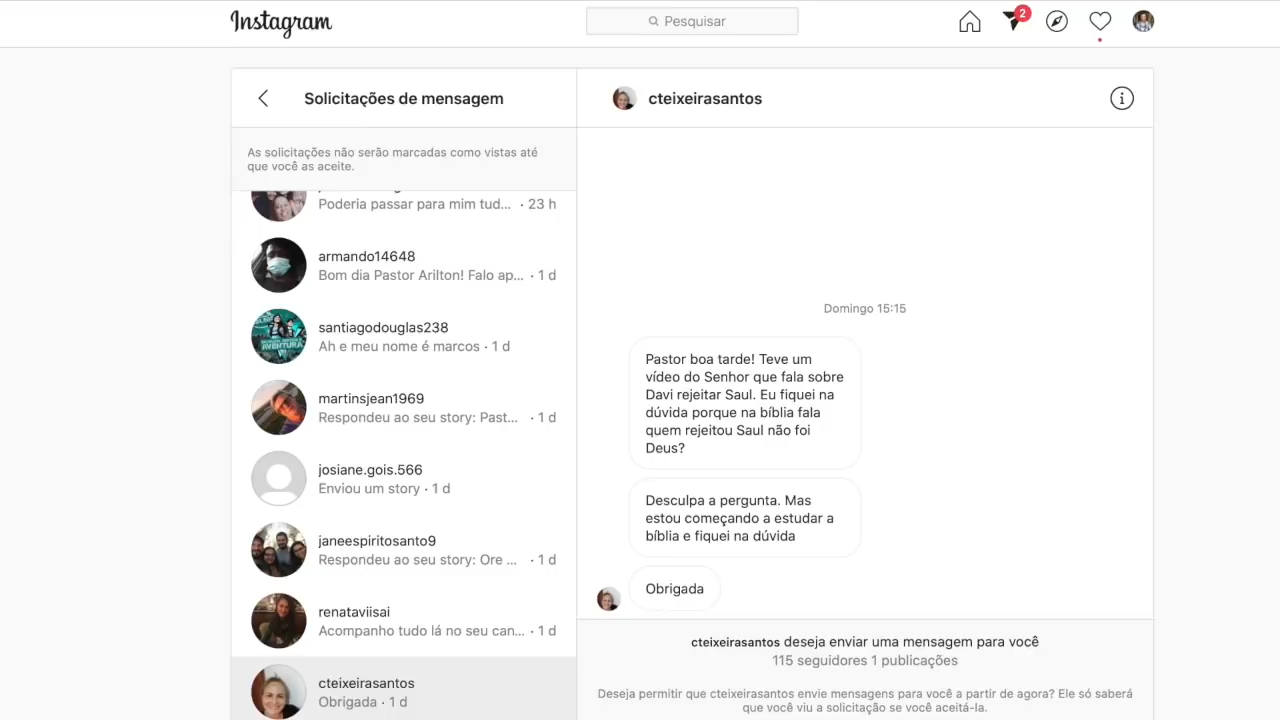 Instagram
Pesquisar
2
Solicitações de mensagem
As solicitações não serão marcadas como vistas até
que você as aceite.
Poderia passar para mim tud... · 23 h
armando14648
Bom dia Pastor Arilton! Falo ap... · 1 d
santiagodouglas238
Ah e meu nome é marcos · 1 d
martinsjean1969
Respondeu ao seu story: Past... · 1 d
josiane.gois.566
Enviou um story · 1 d
janeespiritosanto9
Respondeu ao seu story: Ore ... · 1 d
renataviisai
Acompanho tudo lá no seu can... · 1 d
cteixeirasantos
Obrigada · 1 d
cteixeirasantos
Domingo 15:15
Pastor boa tarde! Teve um
vídeo do Senhor que fala sobre
Davi rejeitar Saul. Eu fiquei na
dúvida porque na bíblia fala
quem rejeitou Saul não foi
Deus?
Desculpa a pergunta. Mas
estou começando a estudar a
bíblia e fiquei na dúvida
Obrigada
cteixeirasantos deseja enviar uma mensagem para você
115 seguidores 1 publicações
Deseja permitir que cteixeirasantos envie mensagens para você a partir de agora? Ele só saberá
que você viu a solicitação se você aceitá-la.